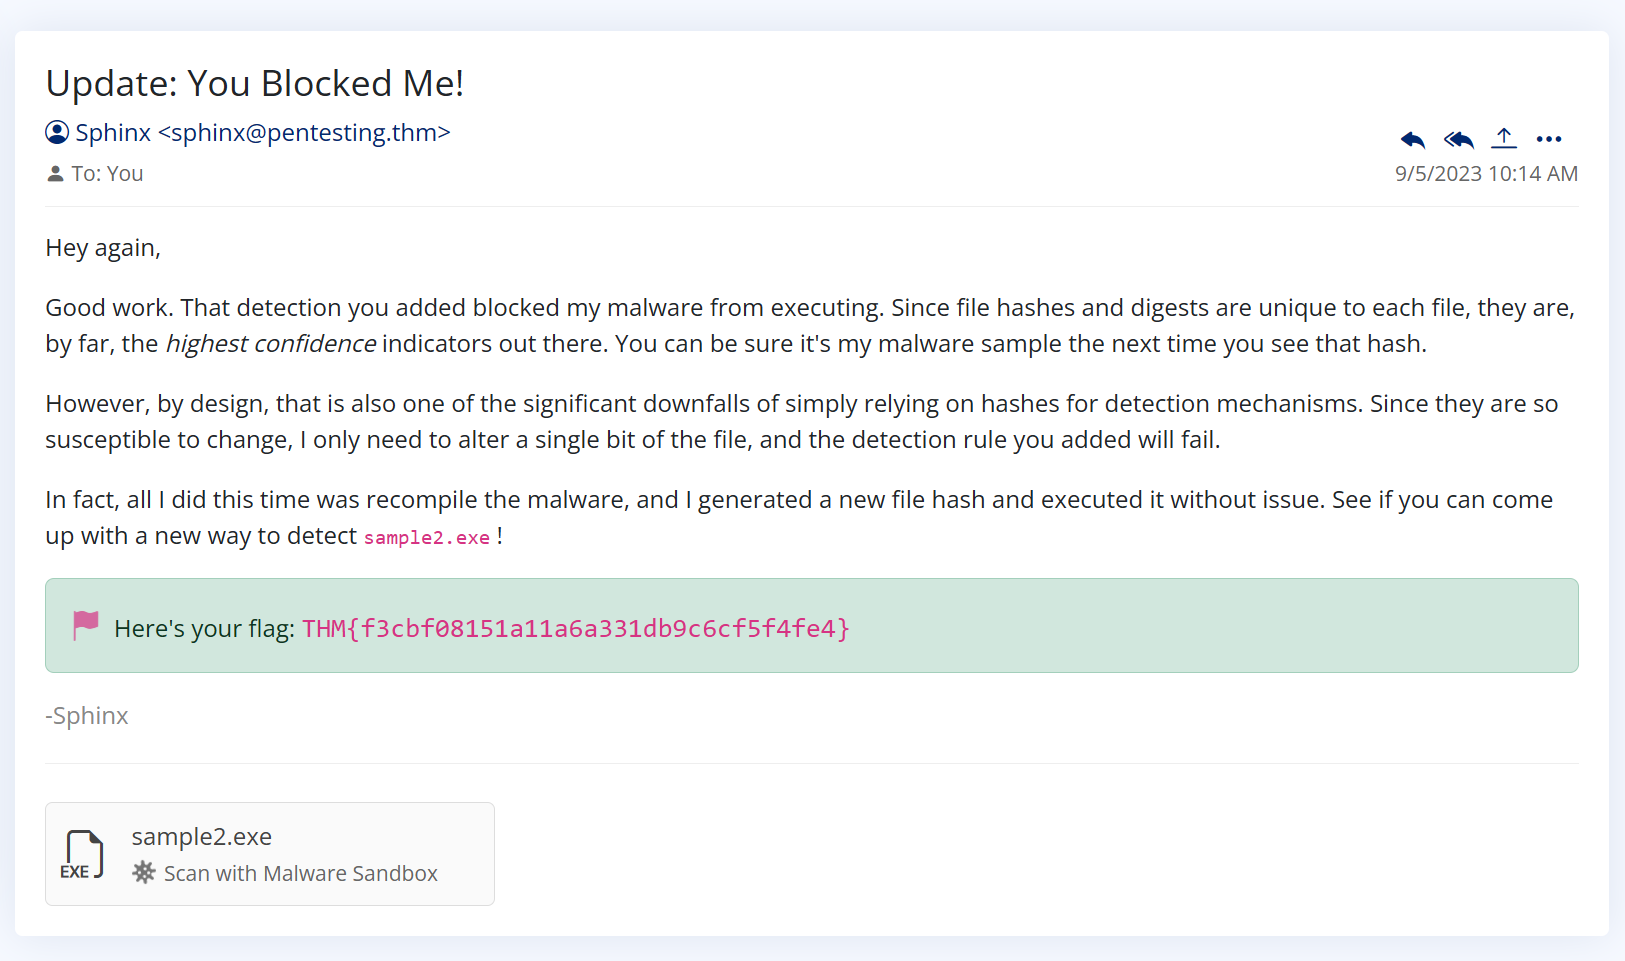 Update: You Blocked Me!
Sphinx <sphinx@pentesting.thm>
To: You
9/5/2023 10:14 AM
Hey again,
Good work. That detection you added blocked my malware from executing. Since file hashes and digests are unique to each file, they are,
by far, the highest confidence indicators out there. You can be sure it's my malware sample the next time you see that hash.
However, by design, that is also one of the significant downfalls of simply relying on hashes for detection mechanisms. Since they are so
susceptible to change, I only need to alter a single bit of the file, and the detection rule you added will fail.
In fact, all I did this time was recompile the malware, and I generated a new file hash and executed it without issue. See if you can come
up with a new way to detect sample2.exe !
Here's your flag: THM{f3cbf08151a11a6a331db9c6cf5f4fe4}
-Sphinx
sample2.exe
EXE
Scan with Malware Sandbox